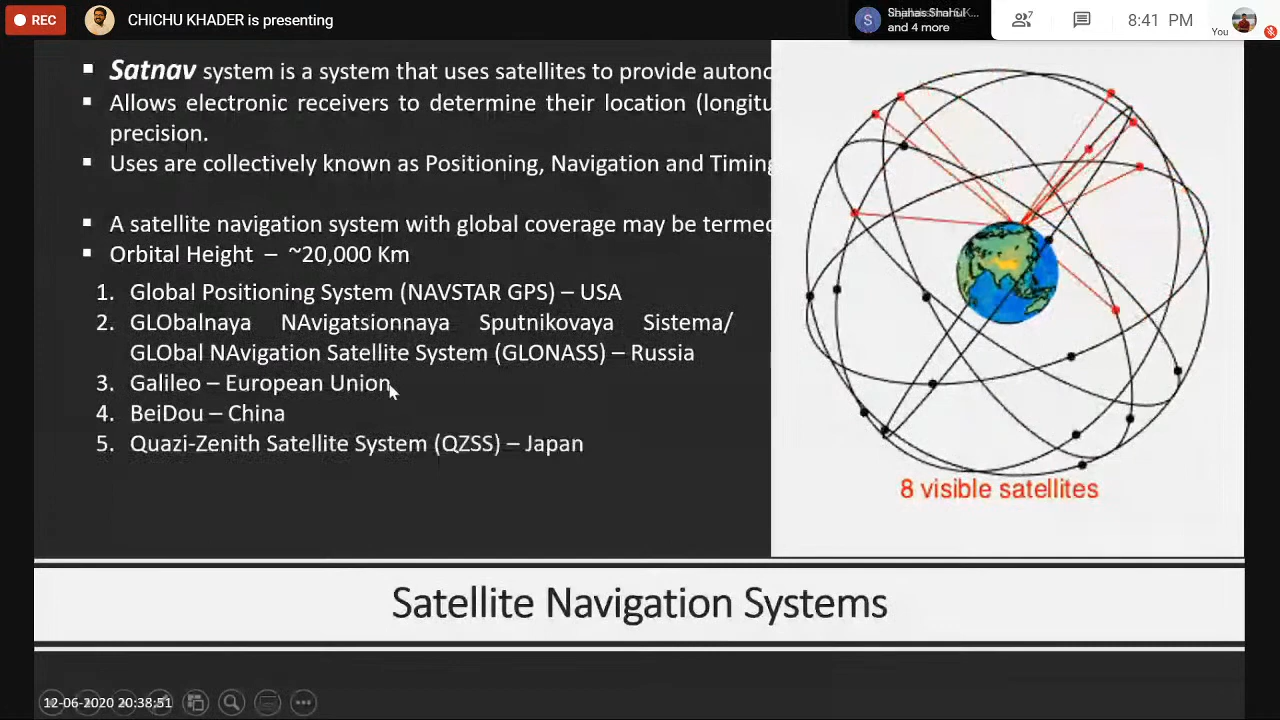 REC
CHICHU KHADER is presenting
S
and 4 more
7
8:41 PM
You
Satnav system is a system that uses satellites to provide
Allows electronic receivers to determine their location
precision.
Uses are collectively known as Positioning, Navigation and Timing
A satellite navigation system with global coverage may be termed
Orbital Height – ~20,000 Km
1. Global Positioning System (NAVSTAR GPS) – USA
2. GLObalnaya NAvigatsionnaya Sputnikovaya Sistema/
GLObal NAvigation Satellite System (GLONASS) – Russia
3. Galileo – European Union
4. BeiDou – China
5. Quazi-Zenith Satellite System (QZSS) – Japan
8 visible satellites
Satellite Navigation Systems
12-06-2020 20:38:51